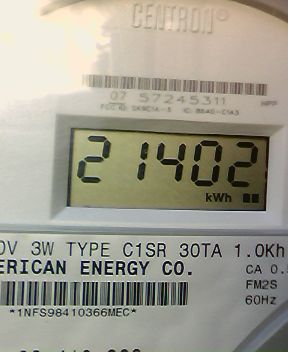 CENTRON®
07 57245311 HPP
21402
kWh
0V 3W TYPE C1SR 30TA 1.0Kh
ERICAN ENERGY CO.
CA 0.
FM2S
60Hz
*1NFS98410366MEC*